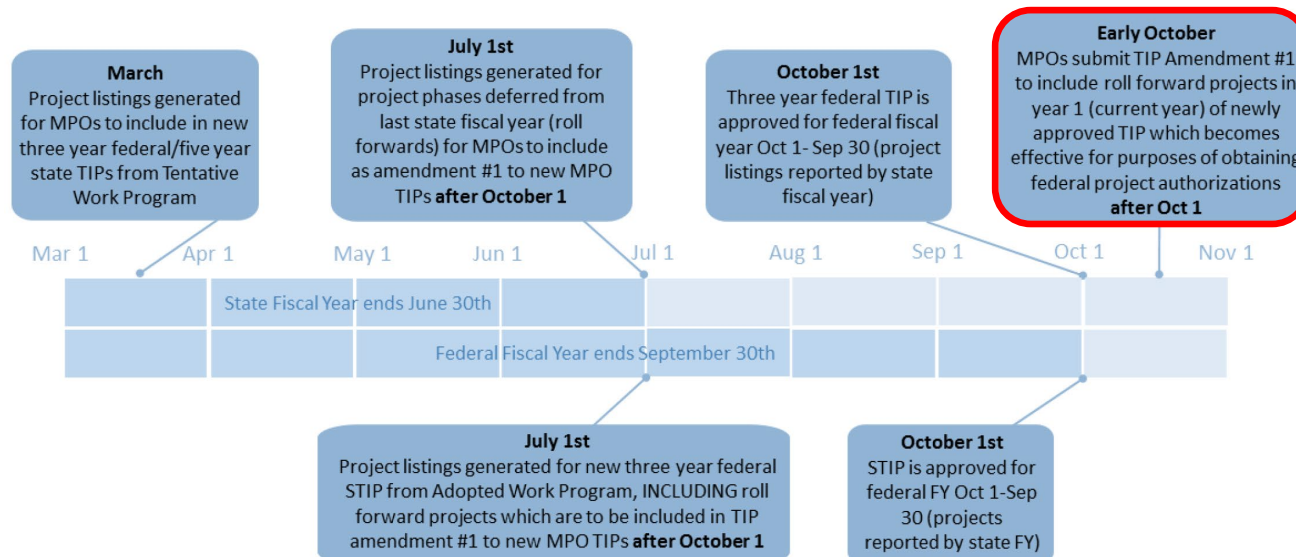 March
Project listings generated
for MPOs to include in new
three year federal/five year
state TIPs from Tentative
Work Program
July 1st
Project listings generated for
project phases deferred from
last state fiscal year (roll
forwards) for MPOs to include
as amendment #1 to new MPO
TIPs after October 1
October 1st
Three year federal TIP is
approved for federal fiscal
year Oct 1- Sep 30 (project
listings reported by state
fiscal year)
Early October
MPOs submit TIP Amendment #1
to include roll forward projects in
year 1 (current year) of newly
approved TIP which becomes
effective for purposes of obtaining
federal project authorizations
after Oct 1
Mar 1
Apr 1
May 1
Jun 1
Jul 1
Aug 1
Sep 1
Oct 1
Nov 1
State Fiscal Year ends June 30th
Federal Fiscal Year ends September 30th
July 1st
Project listings generated for new three year federal
STIP from Adopted Work Program, INCLUDING roll
forward projects which are to be included in TIP
amendment #1 to new MPO TIPs after October 1
October 1st
STIP is approved for
federal FY Oct 1-Sep
30 (projects
reported by state FY)